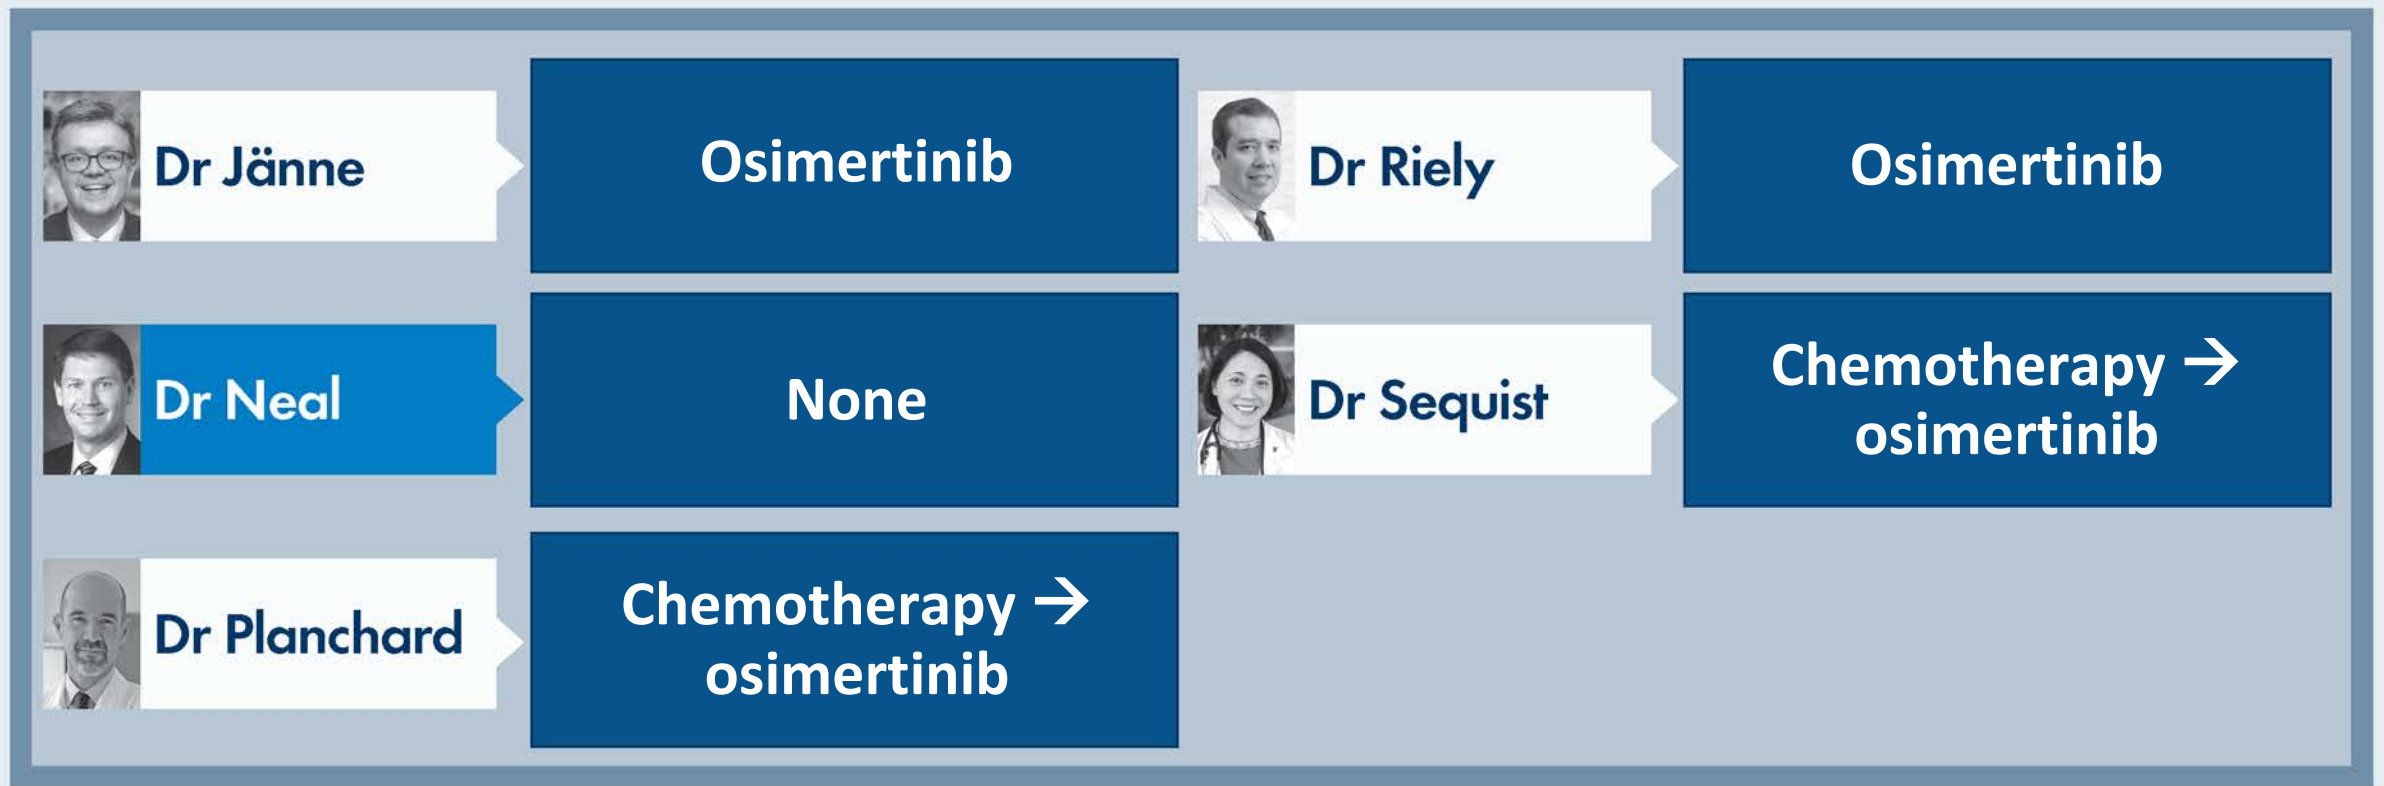 Dr Jänne
Osimertinib
Dr Riely
Osimertinib
Dr Neal
None
Dr Sequist
Chemotherapy →
osimertinib
Dr Planchard
Chemotherapy →
osimertinib